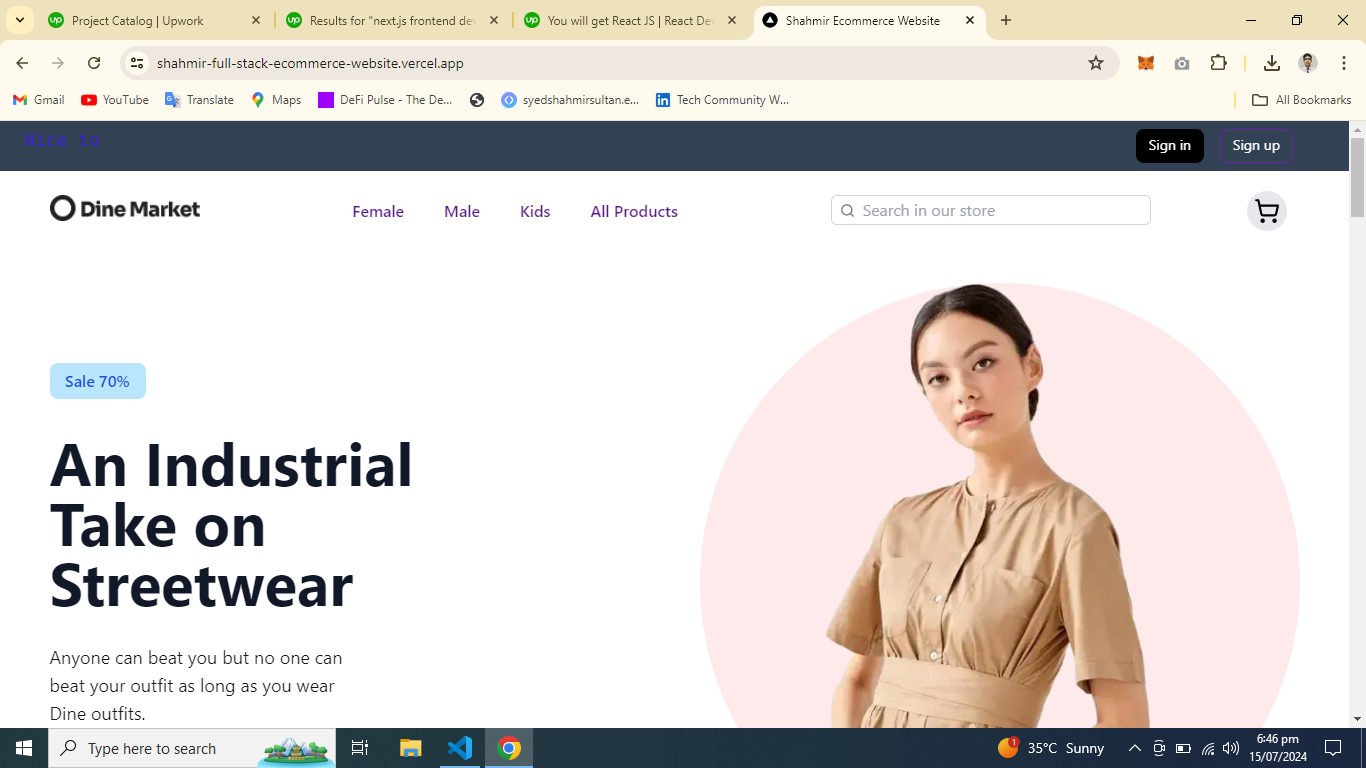 Project Catalog | Upwork
Results for "next.js frontend dev
You will get React JS | React Dev
Shahmir Ecommerce Website
shahmir-full-stack-ecommerce-website.vercel.app
Gmail
YouTube
Translate
Maps
DeFi Pulse - The De...
syedshahmirsultan.e...
Tech Community W...
All Bookmarks
Nice to
Sign in
Sign up
Dine Market
Female
Male
Kids
All Products
Search in our store
Sale 70%
An Industrial
Take on
Streetwear
Anyone can beat you but no one can
beat your outfit as long as you wear
Dine outfits.
Type here to search
1
35°C Sunny
6:46 pm
15/07/2024